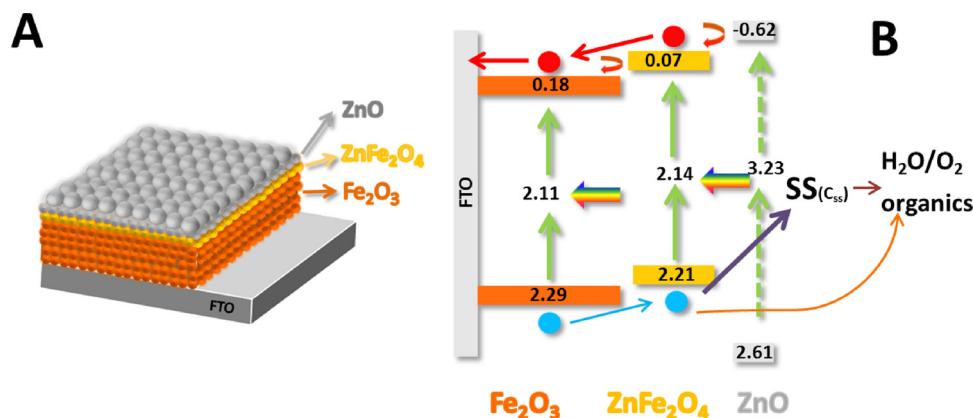 A
ZnO
ZnFe₂O₄
Fe₂O₃
FTO
B
FTO
-0.62
0.07
0.18
2.11
2.14
3.23
SS(Css)
H₂O/O₂
organics
2.21
2.29
2.61
Fe₂O₃
ZnFe₂O₄
ZnO